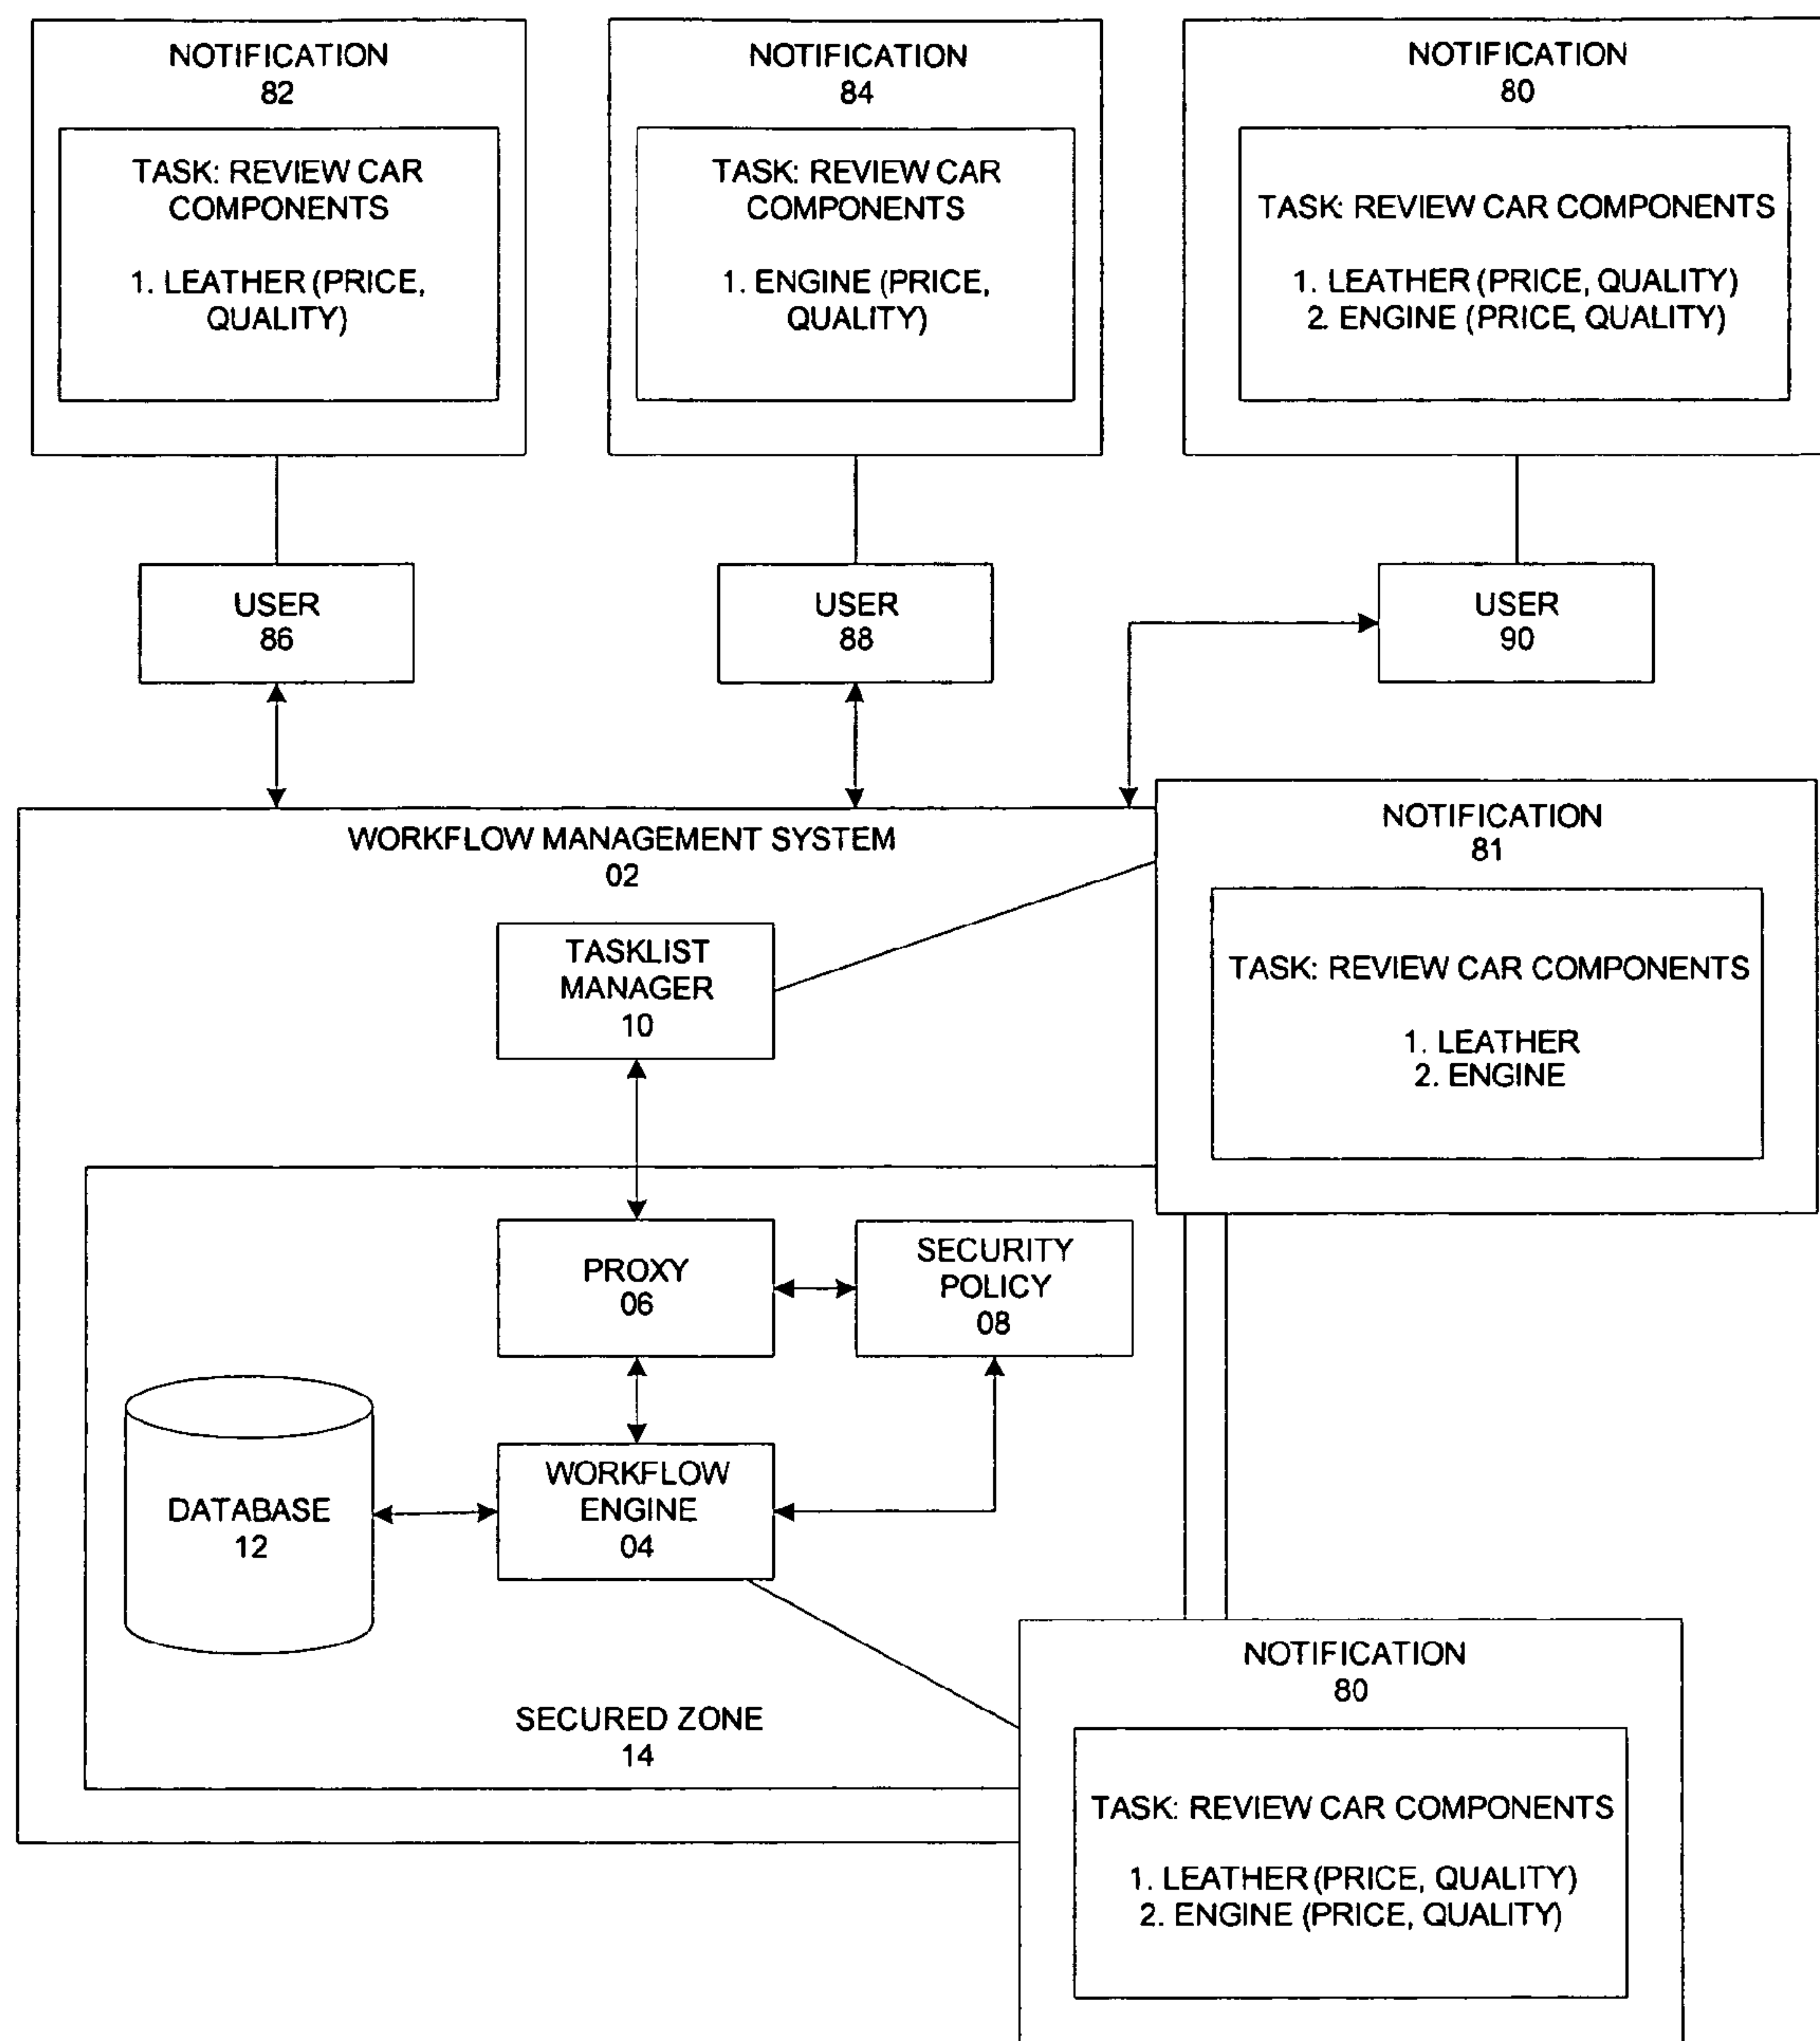 NOTIFICATION
82
TASK: REVIEW CAR
COMPONENTS
1. LEATHER (PRICE,
QUALITY)
NOTIFICATION
84
TASK: REVIEW CAR
COMPONENTS
1. ENGINE (PRICE,
QUALITY)
NOTIFICATION
80
TASK: REVIEW CAR COMPONENTS
1. LEATHER (PRICE, QUALITY)
2. ENGINE (PRICE, QUALITY)
USER
86
USER
88
USER
90
WORKFLOW MANAGEMENT SYSTEM
02
NOTIFICATION
81
TASK: REVIEW CAR COMPONENTS
1. LEATHER
2. ENGINE
TASKLIST
MANAGER
10
PROXY
06
SECURITY
POLICY
08
DATABASE
12
WORKFLOW
ENGINE
04
SECURED ZONE
14
NOTIFICATION
80
TASK: REVIEW CAR COMPONENTS
1. LEATHER (PRICE, QUALITY)
2. ENGINE (PRICE, QUALITY)